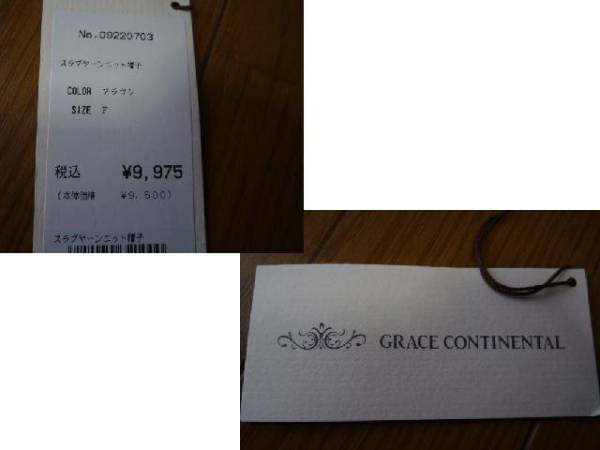 No.09220703
スラブヤーンニット帽子
COLOR ブラウン
SIZE F
税込 ¥9,975
(本体価格 ¥9,500)
スラブヤーンニット帽子
GRACE CONTINENTAL